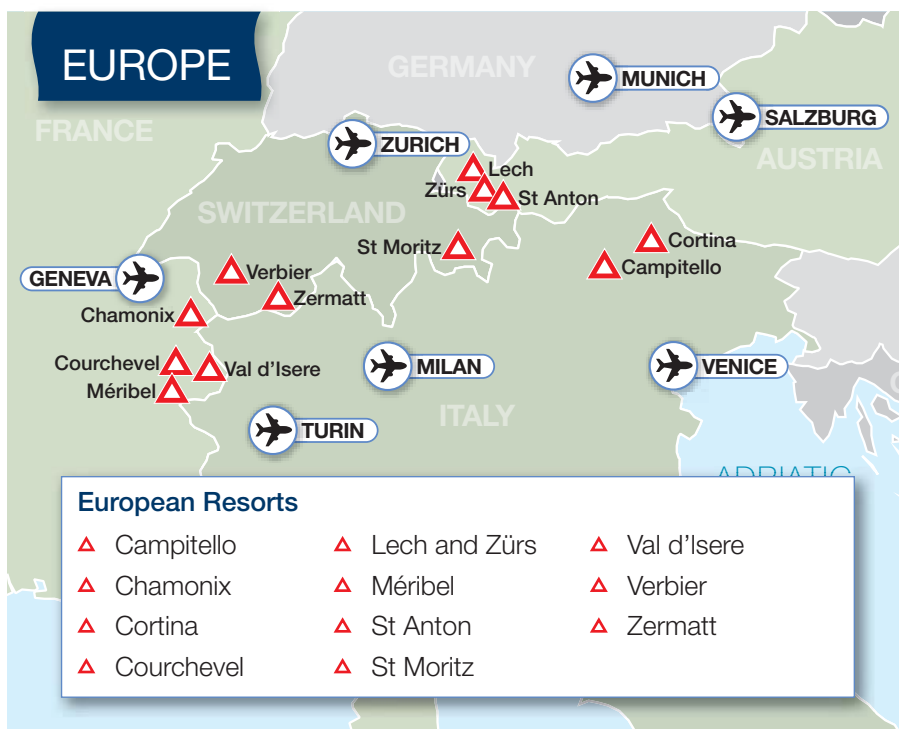 EUROPE
GERMANY
MUNICH
FRANCE
SALZBURG
ZURICH
AUSTRIA
Lech
Zürs
St Anton
SWITZERLAND
St Moritz
Cortina
Campitello
GENEVA
Verbier
Zermatt
Chamonix
Courchevel
Val d'Isere
MILAN
VENICE
Méribel
ITALY
TURIN
ADRIATIC
European Resorts
Campitello
Chamonix
Cortina
Courchevel
Lech and Zürs
Méribel
St Anton
St Moritz
Val d'Isere
Verbier
Zermatt